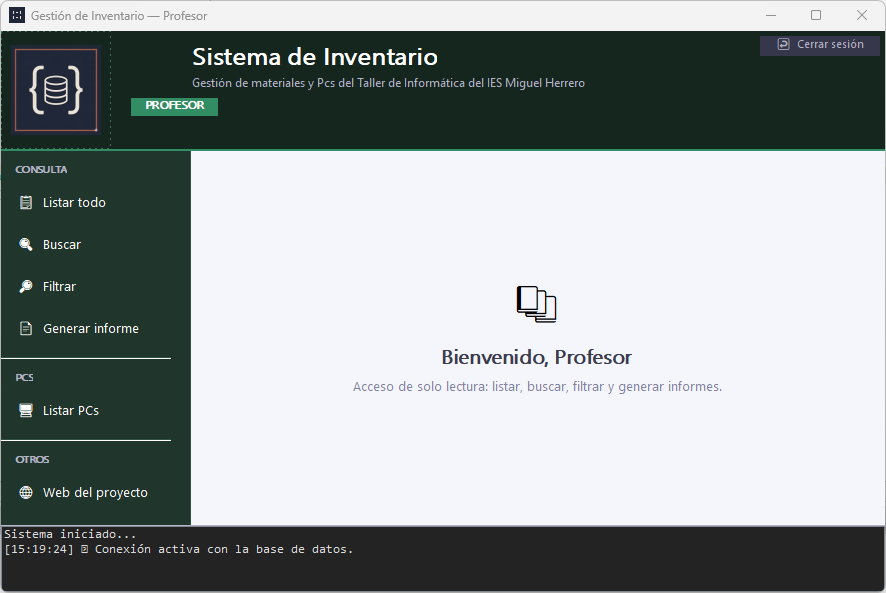 Gestión de Inventario — Profesor
Sistema de Inventario
Cerrar sesión
Gestión de materiales y Pcs del Taller de Informática del IES Miguel Herrero
PROFESOR
CONSULTA
Listar todo
Buscar
Filtrar
Generar informe
PCS
Listar PCs
OTROS
Web del proyecto
Bienvenido, Profesor
Acceso de solo lectura: listar, buscar, filtrar y generar informes.
Sistema iniciado...
[15:19:24] Conexión activa con la base de datos.